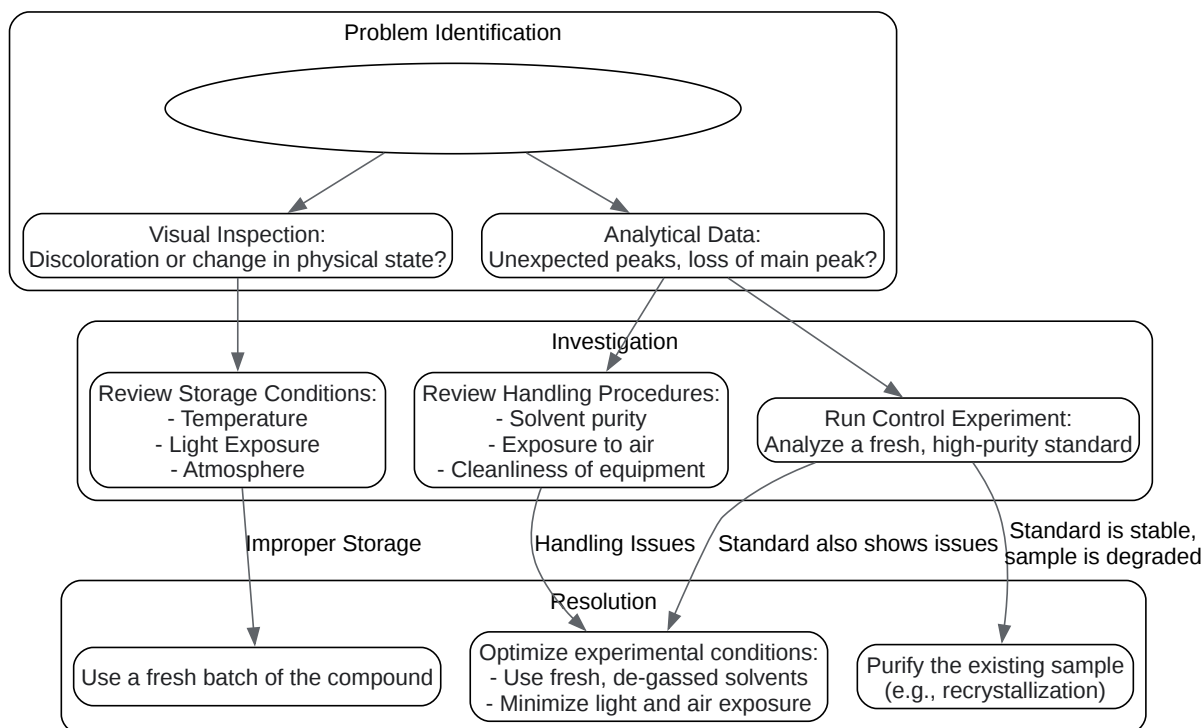 Problem Identification
Visual Inspection:
Discoloration or change in physical state?
Analytical Data:
Unexpected peaks, loss of main peak?
Investigation
Review Storage Conditions:
- Temperature
- Light Exposure
- Atmosphere
Review Handling Procedures:
- Solvent purity
- Exposure to air
- Cleanliness of equipment
Run Control Experiment:
Analyze a fresh, high-purity standard
Improper Storage
Handling Issues
Standard also shows issues
Standard is stable,
sample is degraded
Resolution
Use a fresh batch of the compound
Optimize experimental conditions:
- Use fresh, de-gassed solvents
- Minimize light and air exposure
Purify the existing sample
(e.g., recrystallization)